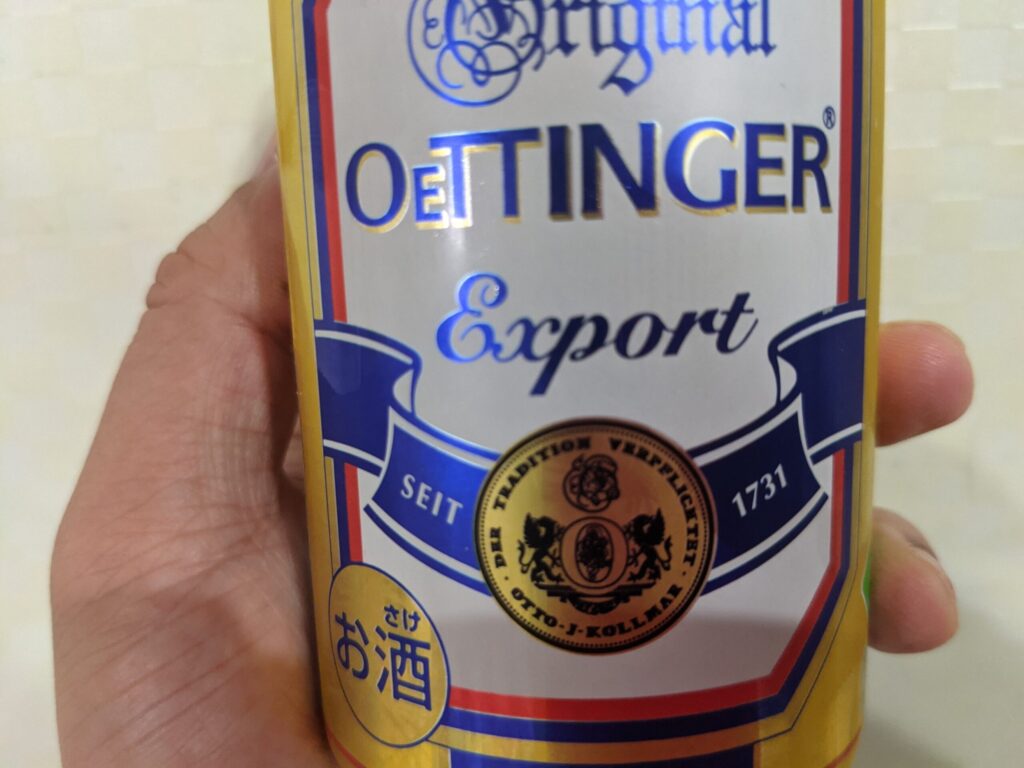 Original
OETTINGER®
Export
SEIT 1731
DER TRADITION VERPFLICHTET
OTTO-J-KOLLMAR
O
さけ
お酒